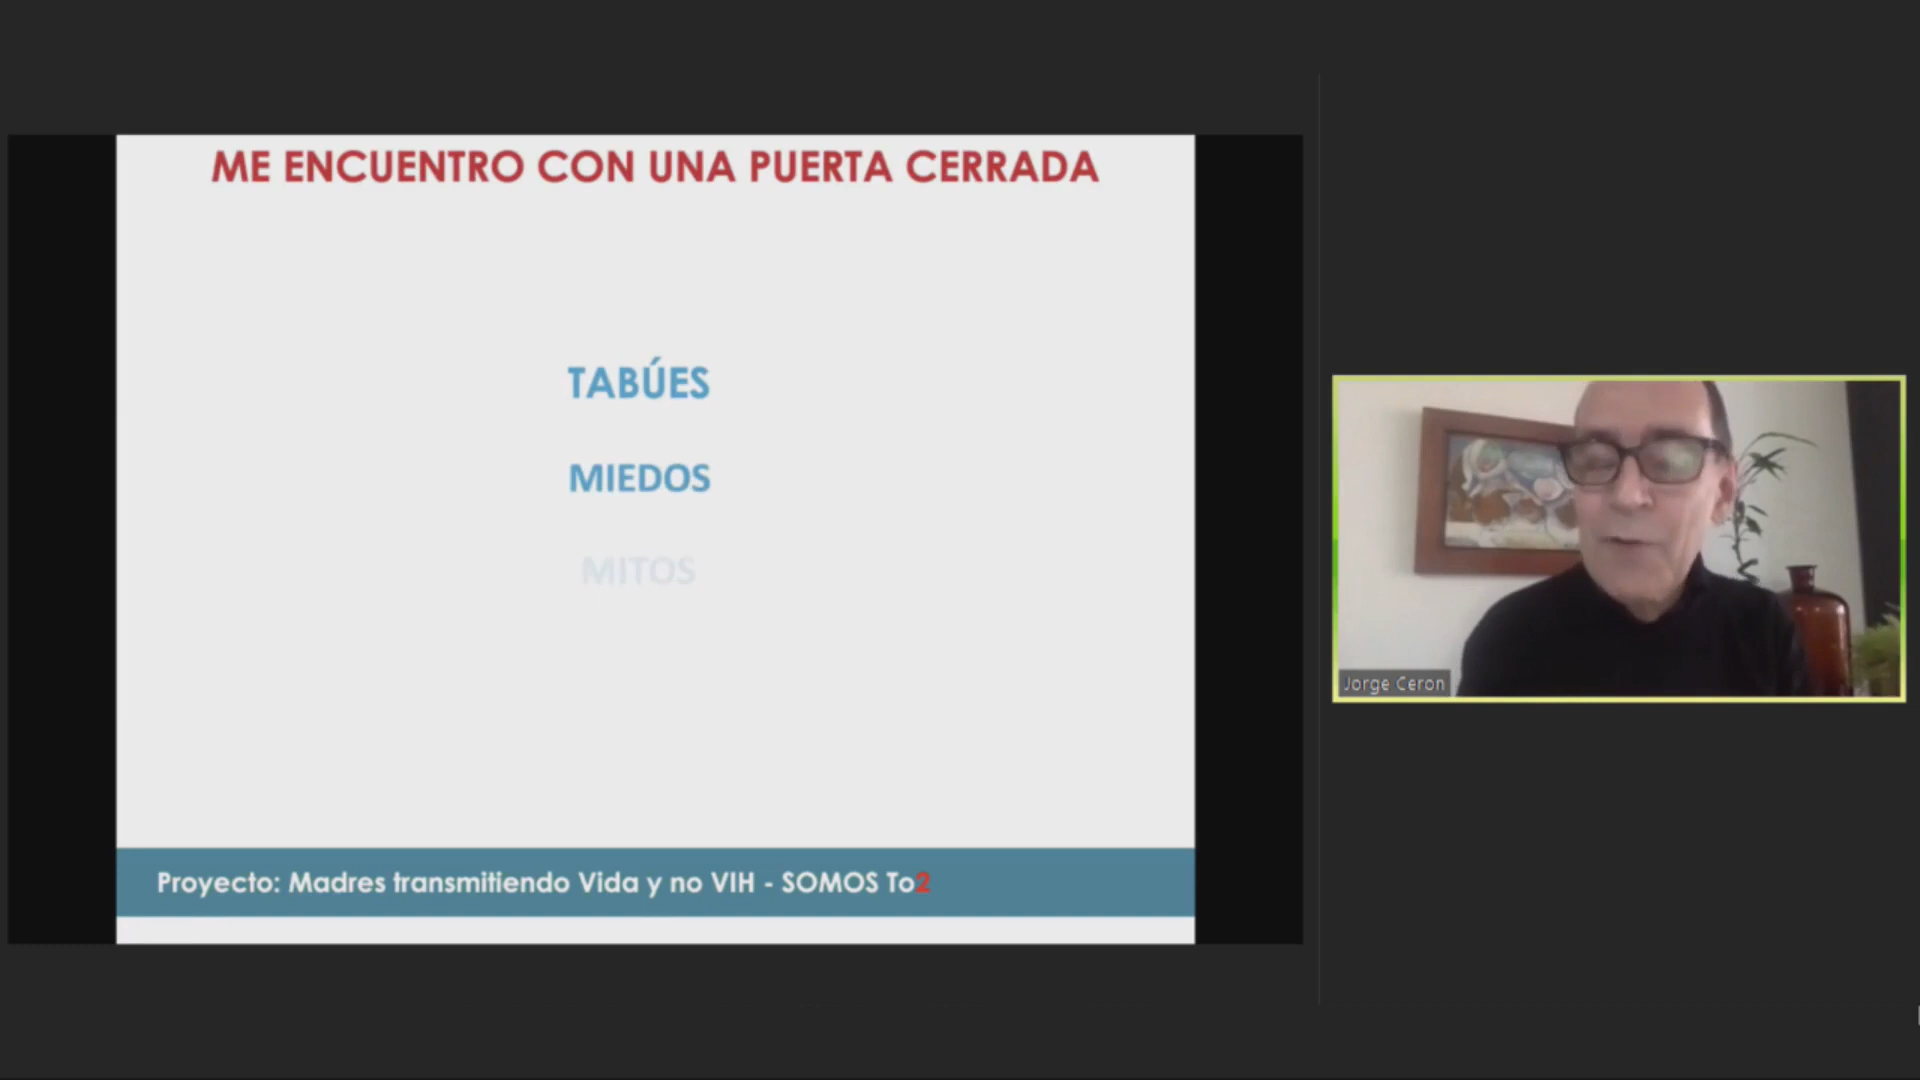 ME ENCUENTRO CON UNA PUERTA CERRADA
TABÚES
MIEDOS
MITOS
Proyecto: Madres transmitiendo Vida y no VIH - SOMOS To2
Jorge Ceron